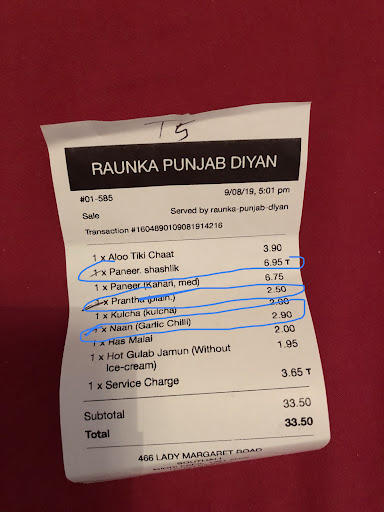 T5
RAUNKA PUNJAB DIYAN
#01-585 9/08/19, 5:01 pm
Sale Served by raunka-punjab-diyan
Transaction #1604890109081914216
1 x Aloo Tiki Chaat 3.90
1 x Paneer. shashlik 6.95 T
1 x Paneer (Karahi, med) 6.75
1 x Prantha (plain.) 2.50
1 x Kulcha (kulcha) 2.90
1 x Naan (Garlic Chilli) 2.90
1 x Ras Malai 2.00
1 x Hot Gulab Jamun (Without 1.95
Ice-cream)
1 x Service Charge 3.65 T
Subtotal 33.50
Total 33.50
466 LADY MARGARET ROAD
SOUTHALL